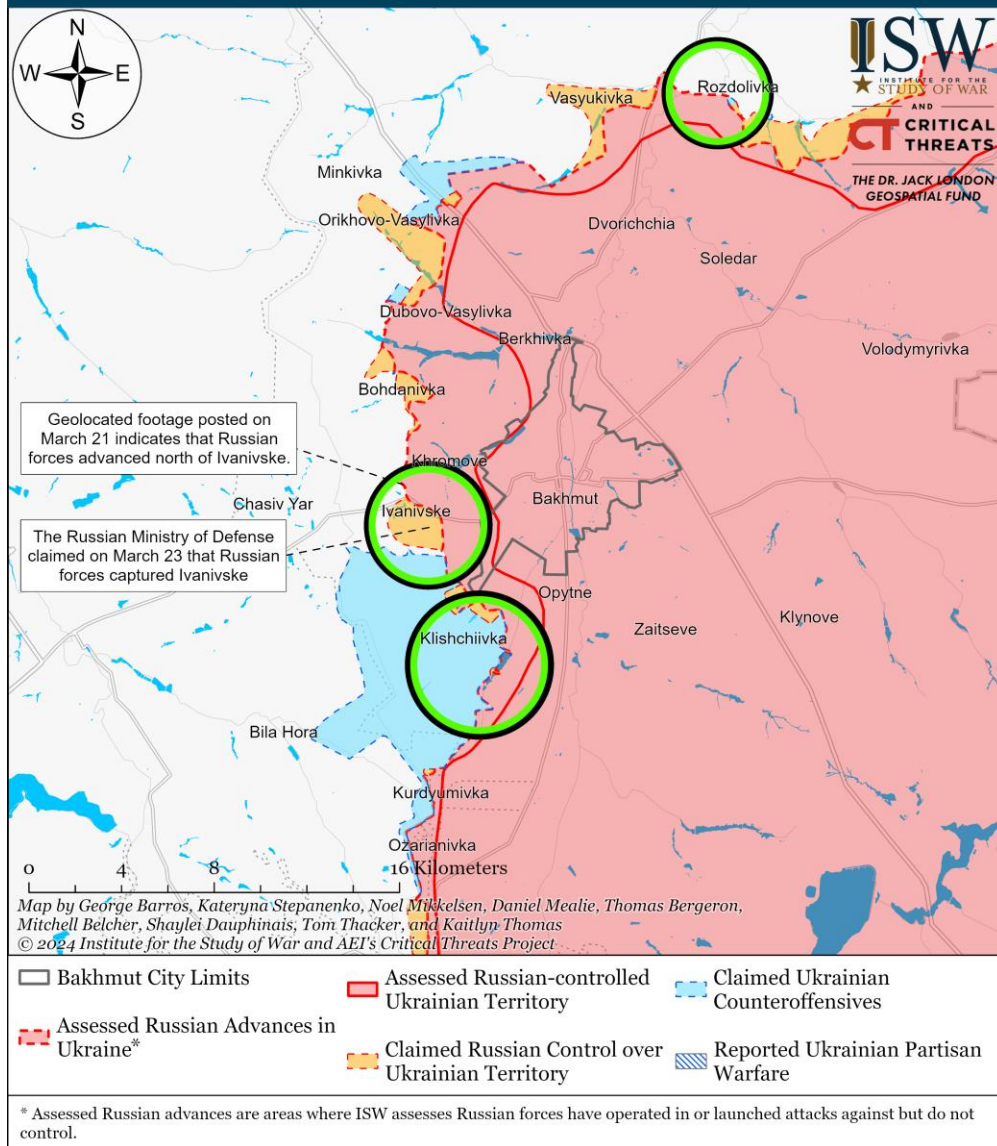 N
W
E
S
ISW
INSTITUTE FOR THE
STUDY OF WAR
AND
CT CRITICAL
THREATS
THE DR. JACK LONDON
GEOSPATIAL FUND
Rozdolivka
Vasyukivka
Minkivka
Orikhovo-Vasylivka
Dvorichchia
Soledar
Dubovo-Vasylivka
Berkhivka
Volodymyrivka
Bohdanivka
Geolocated footage posted on
March 21 indicates that Russian
forces advanced north of Ivanivske.
Khromove
Chasiv Yar
Ivanivske
Bakhmut
The Russian Ministry of Defense
claimed on March 23 that Russian
forces captured Ivanivske
Opytne
Klishchiivka
Zaitseve
Klynove
Bila Hora
Kurdyumivka
Ozarianivka
0 4 8 16 Kilometers
Map by George Barros, Kateryna Stepanenko, Noel Mikkelsen, Daniel Mealie, Thomas Bergeron,
Mitchell Belcher, Shaylei Dauphinais, Tom Thacker, and Kaitlyn Thomas
© 2024 Institute for the Study of War and AEI's Critical Threats Project
Bakhmut City Limits
Assessed Russian Advances in
Ukraine*
Assessed Russian-controlled
Ukrainian Territory
Claimed Russian Control over
Ukrainian Territory
Claimed Ukrainian
Counteroffensives
Reported Ukrainian Partisan
Warfare
* Assessed Russian advances are areas where ISW assesses Russian forces have operated in or launched attacks against but do not
control.